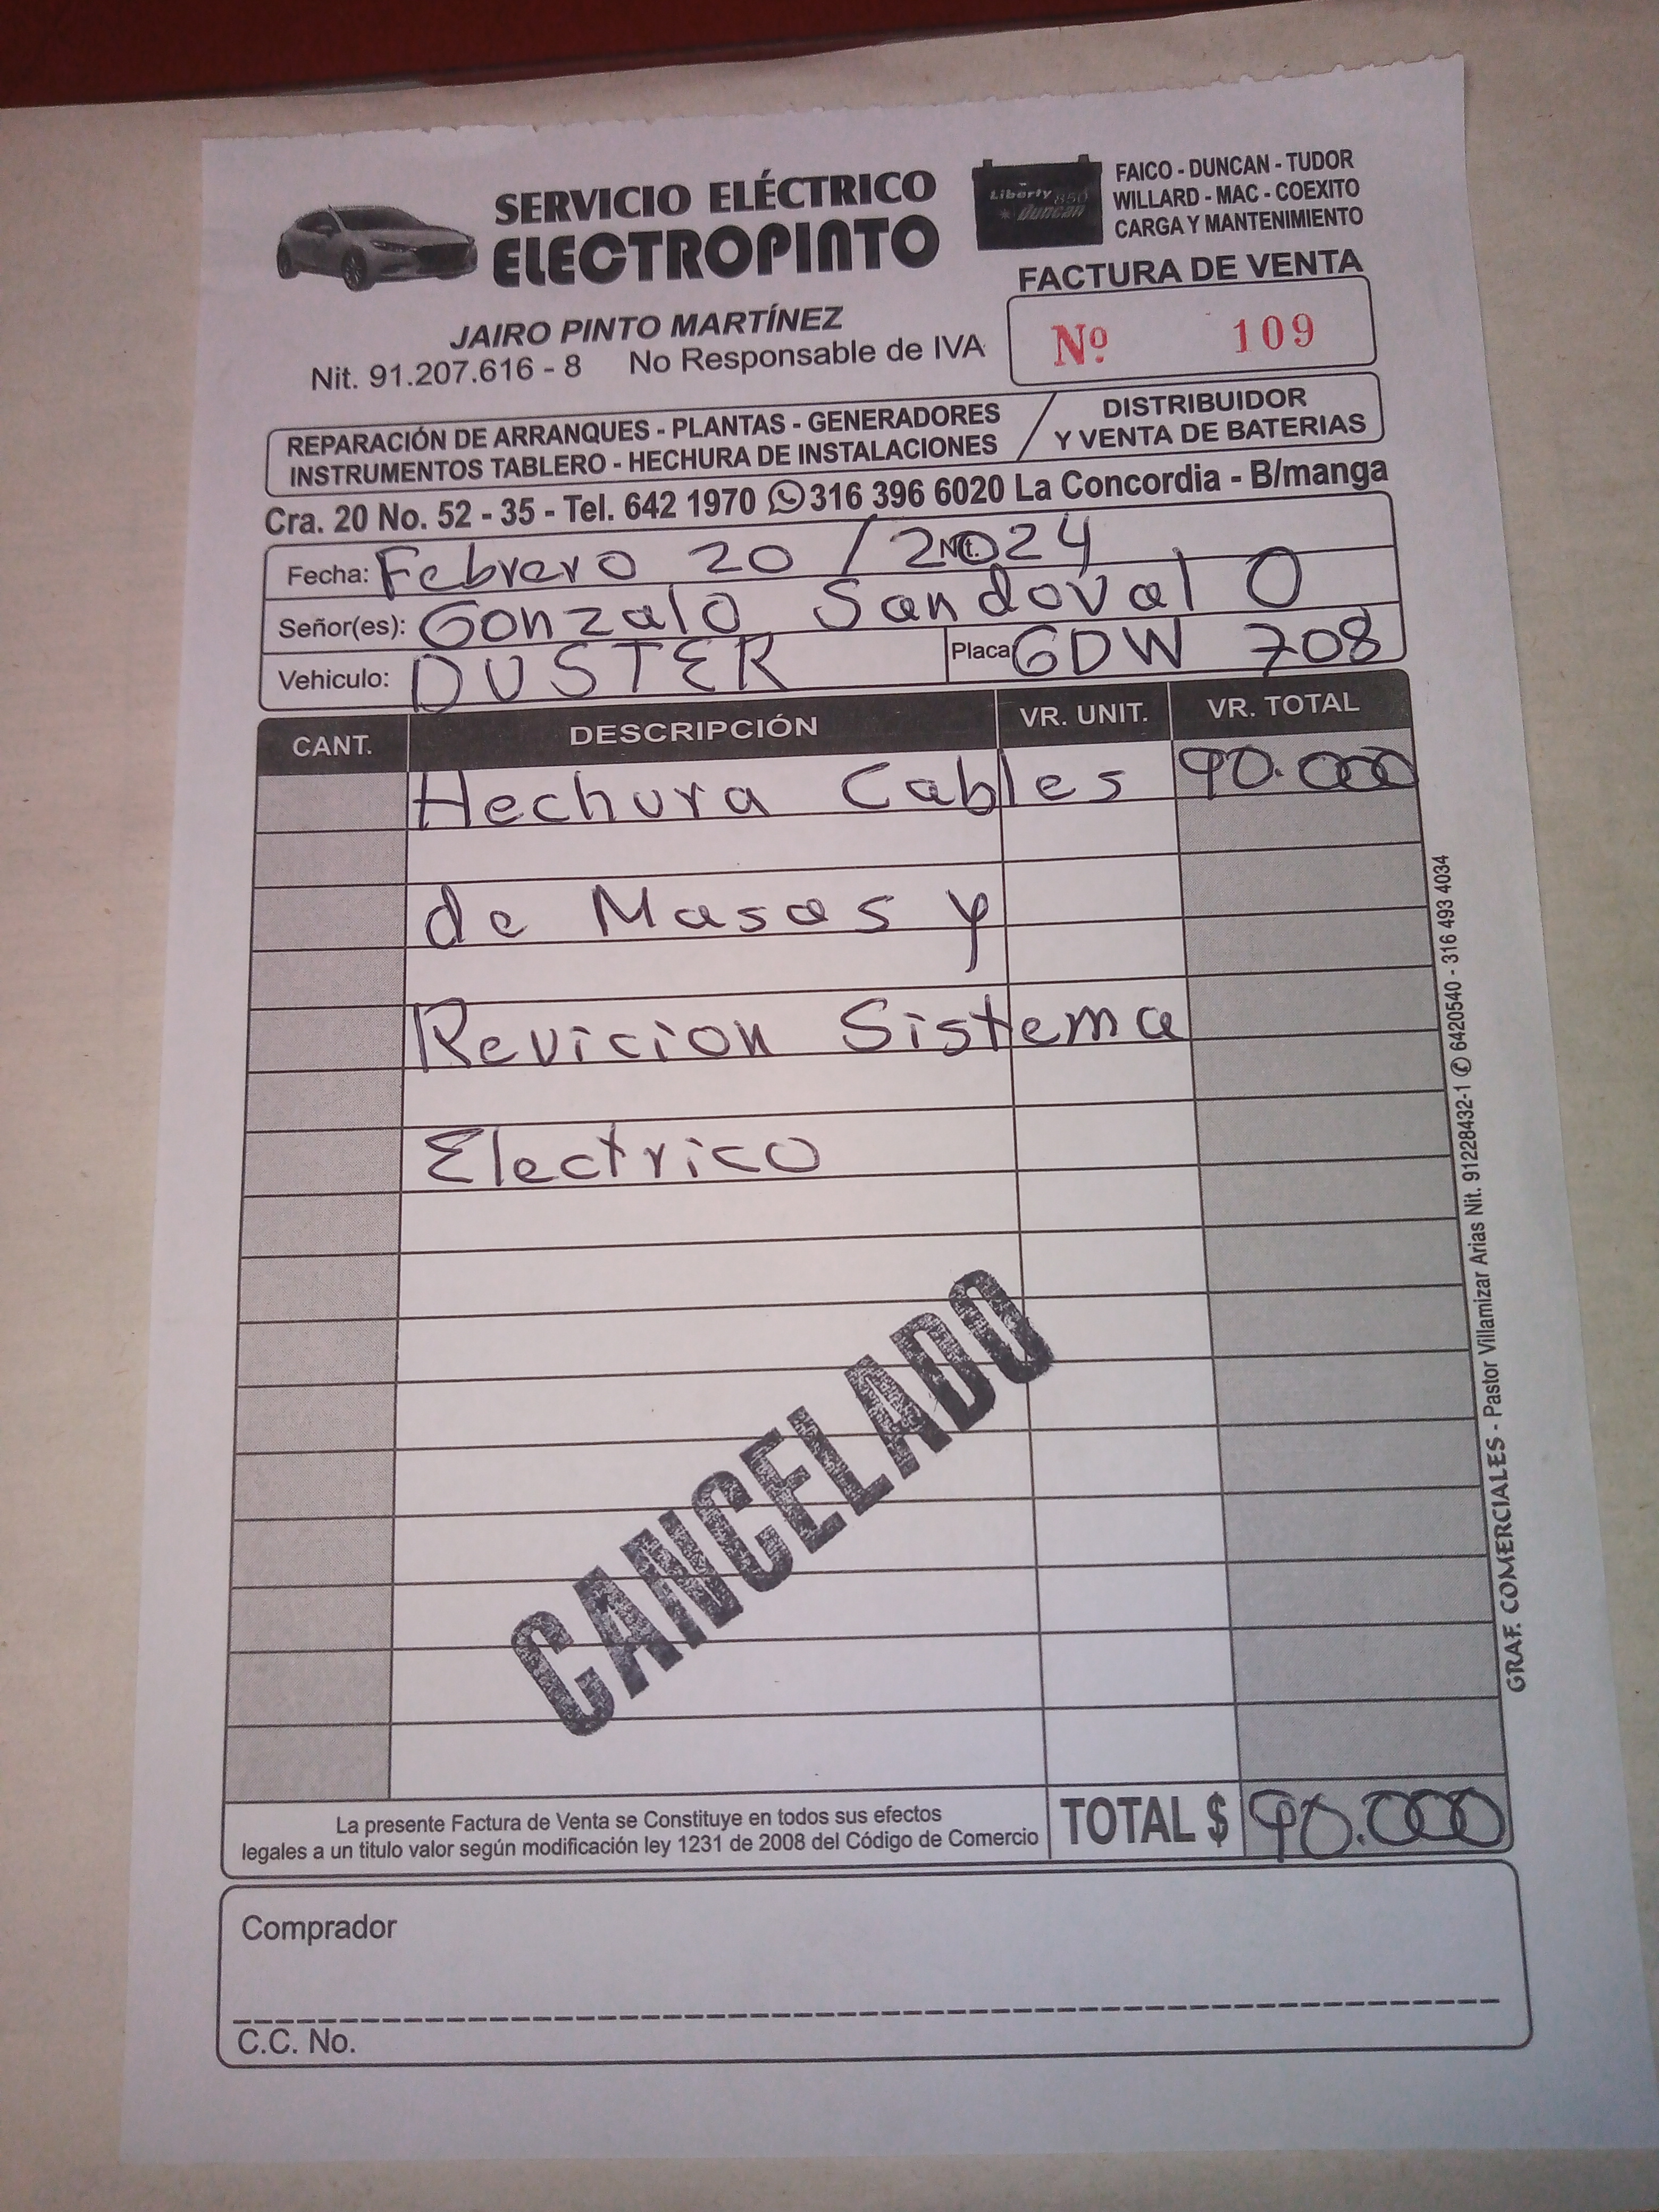 SERVICIO ELÉCTRICO
ELECTROPINTO
Liberty 850
Duncan
FAICO - DUNCAN - TUDOR
WILLARD - MAC - COEXITO
CARGA Y MANTENIMIENTO
FACTURA DE VENTA
Nº 109
JAIRO PINTO MARTÍNEZ
Nit. 91.207.616 - 8 No Responsable de IVA
REPARACIÓN DE ARRANQUES - PLANTAS - GENERADORES
INSTRUMENTOS TABLERO - HECHURA DE INSTALACIONES
DISTRIBUIDOR
Y VENTA DE BATERIAS
Cra. 20 No. 52 - 35 - Tel. 642 1970 316 396 6020 La Concordia - B/manga
Fecha: Febrero 20 / 2024 Nit.
Señor(es): Gonzalo Sandoval O
Vehiculo: DUSTER Placa GDW 708
CANT. DESCRIPCIÓN VR. UNIT. VR. TOTAL
Hechura Cables 90.000
de Masas y
Revicion Sistema
Electrico
CANCELADO
La presente Factura de Venta se Constituye en todos sus efectos
legales a un titulo valor según modificación ley 1231 de 2008 del Código de Comercio
TOTAL $ 90.000
Comprador
C.C. No.
GRAF. COMERCIALES - Pastor Villamizar Arias Nit. 91228432-1 ✆ 6420540 - 316 493 4034